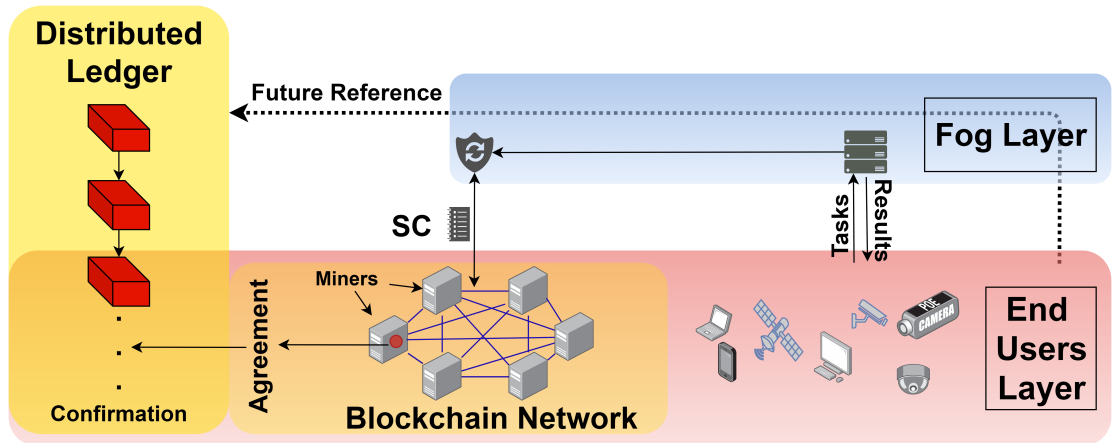 Distributed
Ledger
Future Reference
Fog Layer
SC
Tasks
Results
Miners
Agreement
POE
CAMERA
End
Users
Layer
Confirmation
Blockchain Network